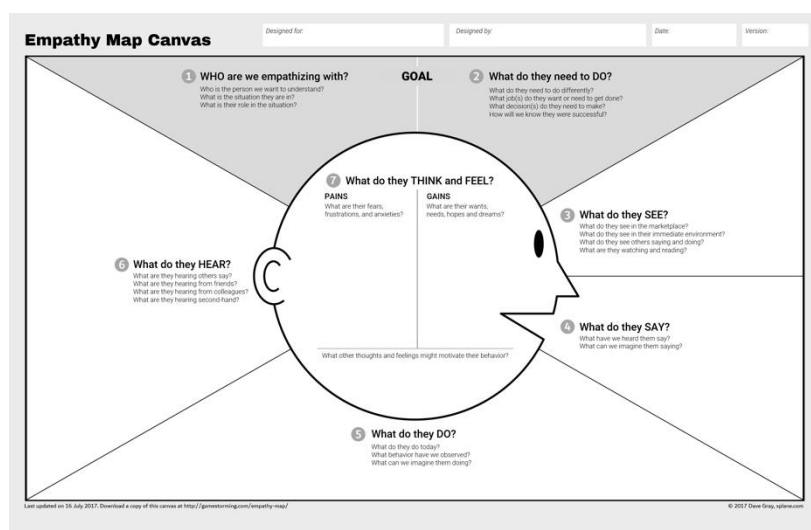 Empathy Map Canvas
Designed for:
Designed by:
Date:
Version:
1 WHO are we empathizing with?
Who is the person we want to understand?
What is the situation they are in?
What is their role in the situation?
GOAL
2 What do they need to DO?
What do they need to do differently?
What job(s) do they want or need to get done?
What decision(s) do they need to make?
How will we know they were successful?
7 What do they THINK and FEEL?
PAINS
What are their fears,
frustrations, and anxieties?
GAINS
What are their wants,
needs, hopes and dreams?
3 What do they SEE?
What do they see in the marketplace?
What do they see in their immediate environment?
What do they see others saying and doing?
What are they watching and reading?
6 What do they HEAR?
What are they hearing others say?
What are they hearing from friends?
What are they hearing from colleagues?
What are they hearing second-hand?
4 What do they SAY?
What have we heard them say?
What can we imagine them saying?
What other thoughts and feelings might motivate their behavior?
5 What do they DO?
What do they do today?
What behavior have we observed?
What can we imagine them doing?
Last updated on 16 July 2017. Download a copy of this canvas at http://gamestorming.com/empathy-map/
© 2017 Dave Gray, xplane.com